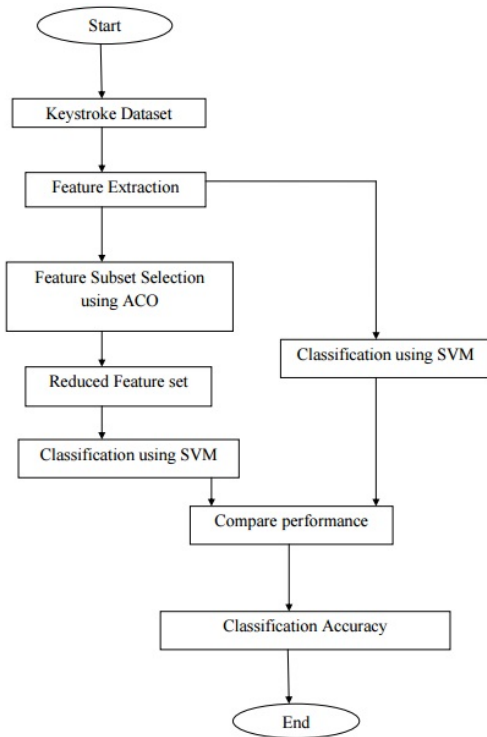 Start
Keystroke Dataset
Feature Extraction
Feature Subset Selection
using ACO
Classification using SVM
Reduced Feature set
Classification using SVM
Compare performance
Classification Accuracy
End